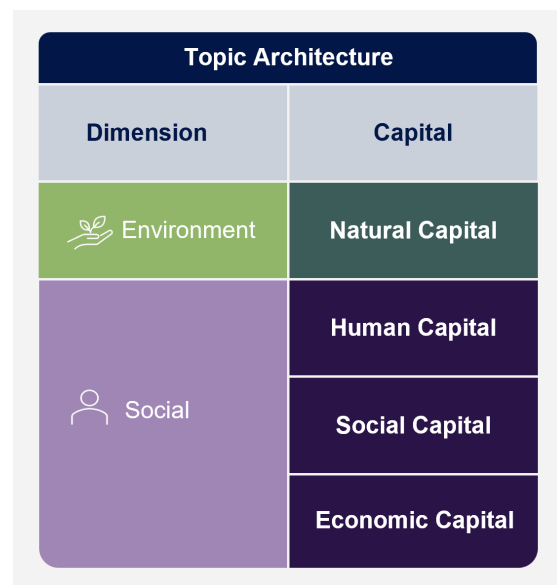 Topic Architecture
Dimension
Capital
Environment
Natural Capital
Social
Human Capital
Social Capital
Economic Capital